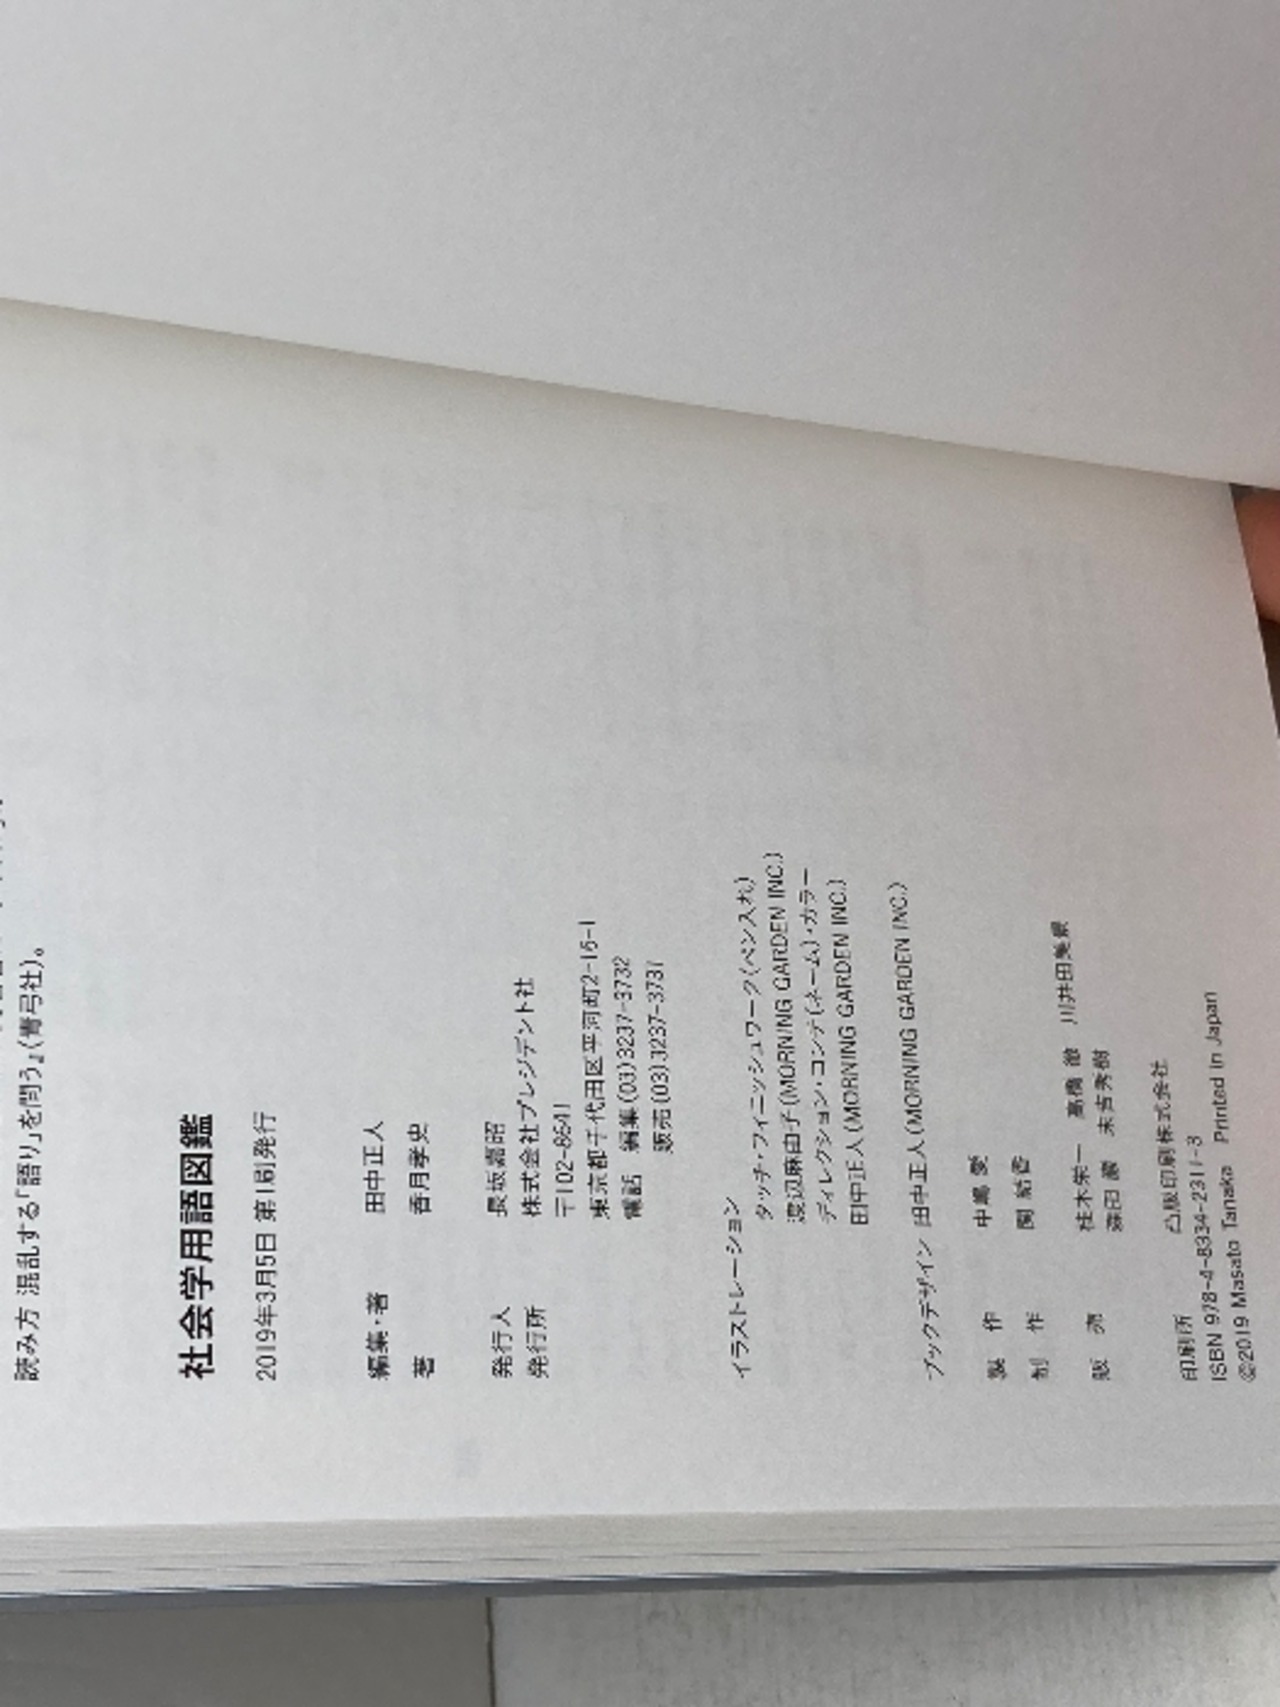 読み方 混乱する「語り」を問う』(青弓社)。
社会学用語図鑑
2019年3月5日 第1刷発行
編集・著 田中正人
著 香月孝史
発行人 長坂嘉昭
発行所 株式会社プレジデント社
〒102-8641
東京都千代田区平河町2-16-1
電話 編集(03)3237-3732
販売(03)3237-3731
イラストレーション
タッチ・フィニッシュワーク(ペン入れ)
渡辺麻由子(MORNING GARDEN INC.)
ディレクション・コンテ(ネーム)・カラー
田中正人(MORNING GARDEN INC.)
ブックデザイン 田中正人(MORNING GARDEN INC.)
製 作 中嶋 愛
制 作 関 結香
販 売 桂木栄一 高橋 徹 川井田美景
森田 巌 末吉秀樹
印刷所 凸版印刷株式会社
ISBN 978-4-8334-2311-3
©2019 Masato Tanaka Printed in Japan